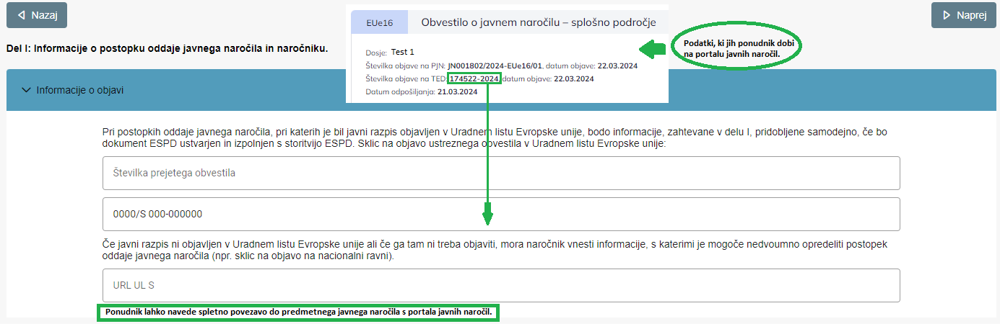 Nazaj
Naprej
EUe16 Obvestilo o javnem naročilu – splošno področje
Dosje: Test 1
Številka objave na PJN: JN001802/2024-EUe16/01, datum objave: 22.03.2024
Številka objave na TED: 174522-2024, datum objave: 22.03.2024
Datum odpošiljanja: 21.03.2024
Podatki, ki jih ponudnik dobi
na portalu javnih naročil.
Del I: Informacije o postopku oddaje javnega naročila in naročniku.
Informacije o objavi
Pri postopkih oddaje javnega naročila, pri katerih je bil javni razpis objavljen v Uradnem listu Evropske unije, bodo informacije, zahtevane v delu I, pridobljene samodejno, če bo
dokument ESPD ustvarjen in izpolnjen s storitvijo ESPD. Sklic na objavo ustreznega obvestila v Uradnem listu Evropske unije:
Številka prejetega obvestila
0000/S 000-000000
Če javni razpis ni objavljen v Uradnem listu Evropske unije ali če ga tam ni treba objaviti, mora naročnik vnesti informacije, s katerimi je mogoče nedvoumno opredeliti postopek
oddaje javnega naročila (npr. sklic na objavo na nacionalni ravni).
URL UL S
Ponudnik lahko navede spletno povezavo do predmetnega javnega naročila s portala javnih naročil.